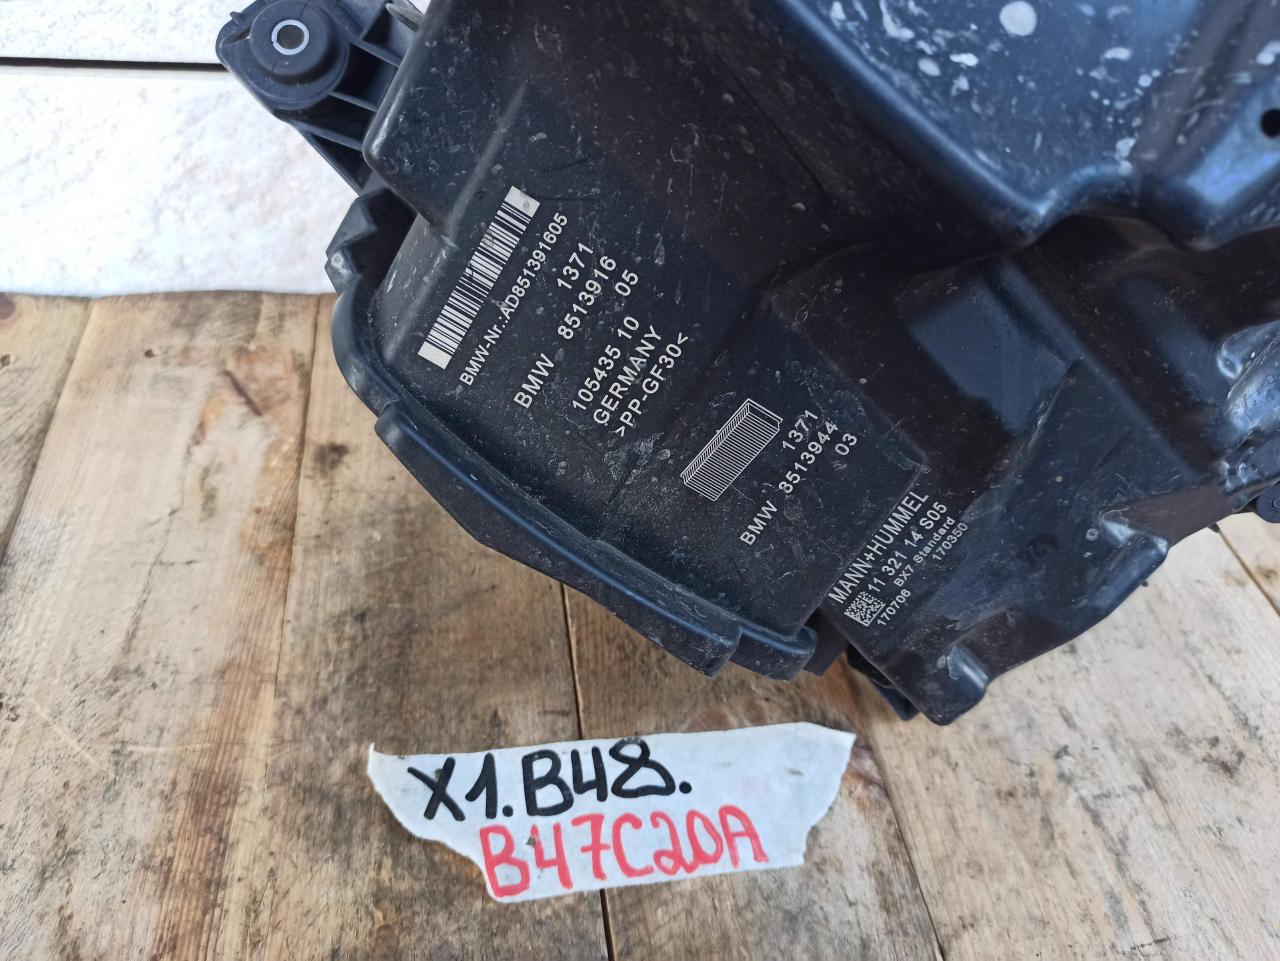 BMW-Nr.:AD851391605
1371
BMW 8513916
05
105435 10
GERMANY
>PP-GF30<
1371
BMW 8513944
03
MANN+HUMMEL
11 321 14 S05
BX7 Standard
170706 170350
X1.B48.
B47C20A